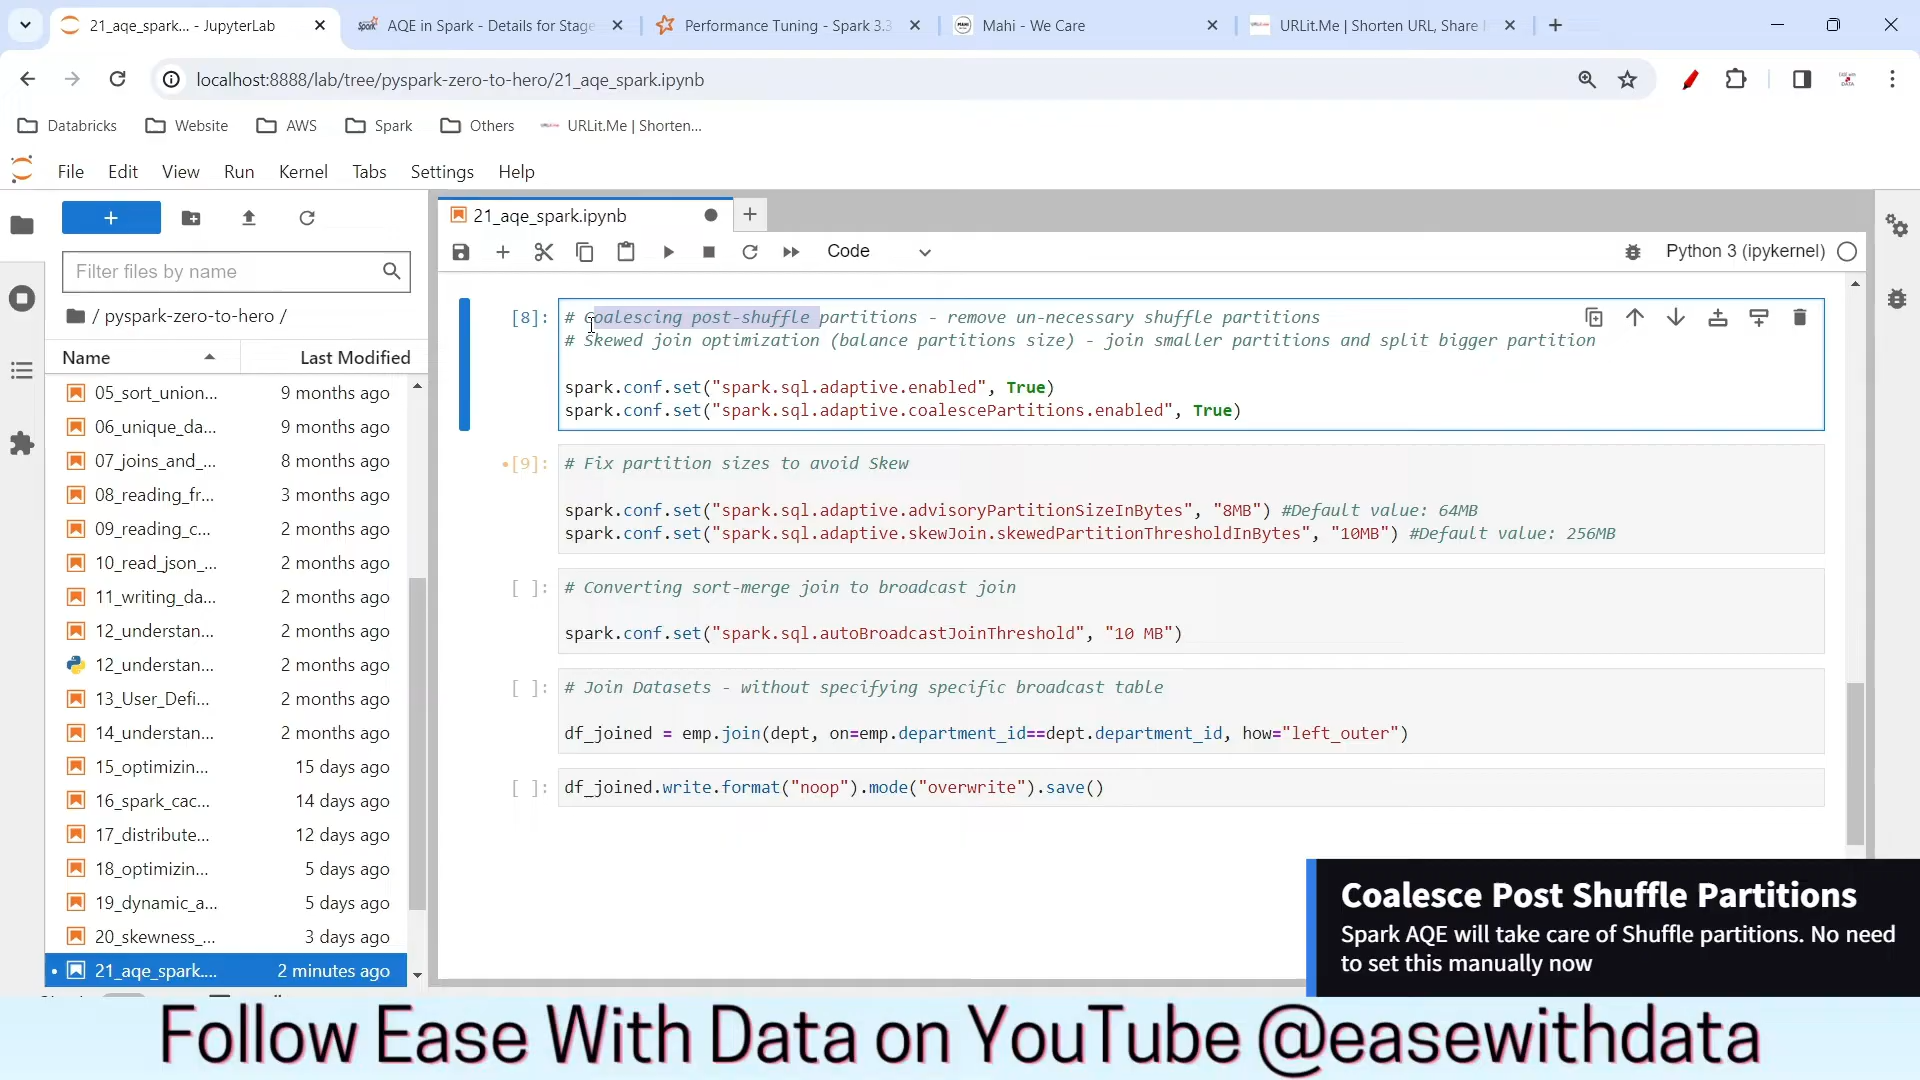 21_aqe_spark... - JupyterLab
AQE in Spark - Details for Stage
Performance Tuning - Spark 3.3
Mahi - We Care
URLit.Me | Shorten URL, Share
localhost:8888/lab/tree/pyspark-zero-to-hero/21_aqe_spark.ipynb
Databricks Website AWS Spark Others URLit.Me | Shorten...
File Edit View Run Kernel Tabs Settings Help
Filter files by name
/ pyspark-zero-to-hero /
Name Last Modified
05_sort_union... 9 months ago
06_unique_da... 9 months ago
07_joins_and_... 8 months ago
08_reading_fr... 3 months ago
09_reading_c... 2 months ago
10_read_json_... 2 months ago
11_writing_da... 2 months ago
12_understan... 2 months ago
12_understan... 2 months ago
13_User_Defi... 2 months ago
14_understan... 2 months ago
15_optimizin... 15 days ago
16_spark_cac... 14 days ago
17_distribute... 12 days ago
18_optimizin... 5 days ago
19_dynamic_a... 5 days ago
20_skewness_... 3 days ago
21_aqe_spark.... 2 minutes ago
21_aqe_spark.ipynb
Code
Python 3 (ipykernel)
[8]: # Coalescing post-shuffle partitions - remove un-necessary shuffle partitions
# Skewed join optimization (balance partitions size) - join smaller partitions and split bigger partition
spark.conf.set("spark.sql.adaptive.enabled", True)
spark.conf.set("spark.sql.adaptive.coalescePartitions.enabled", True)
•[9]: # Fix partition sizes to avoid Skew
spark.conf.set("spark.sql.adaptive.advisoryPartitionSizeInBytes", "8MB") #Default value: 64MB
spark.conf.set("spark.sql.adaptive.skewJoin.skewedPartitionThresholdInBytes", "10MB") #Default value: 256MB
[ ]: # Converting sort-merge join to broadcast join
spark.conf.set("spark.sql.autoBroadcastJoinThreshold", "10 MB")
[ ]: # Join Datasets - without specifying specific broadcast table
df_joined = emp.join(dept, on=emp.department_id==dept.department_id, how="left_outer")
[ ]: df_joined.write.format("noop").mode("overwrite").save()
Coalesce Post Shuffle Partitions
Spark AQE will take care of Shuffle partitions. No need
to set this manually now
Follow Ease With Data on YouTube @easewithdata